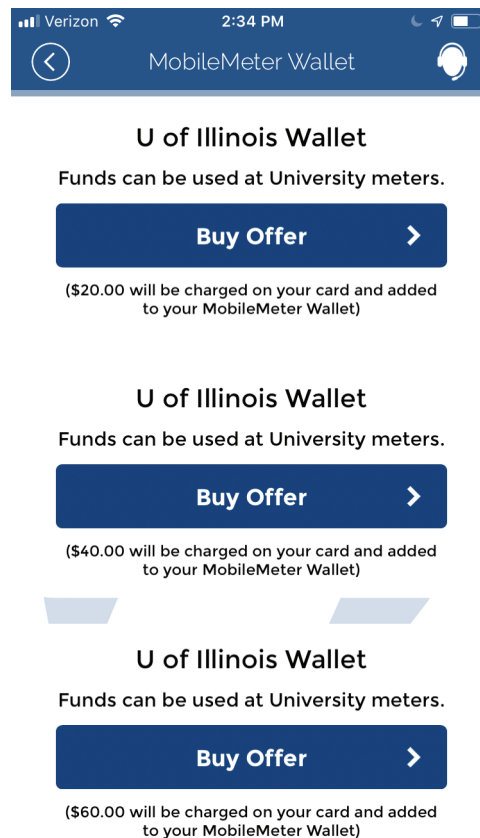 Verizon 2:34 PM
MobileMeter Wallet
U of Illinois Wallet
Funds can be used at University meters.
Buy Offer
($20.00 will be charged on your card and added
to your MobileMeter Wallet)
U of Illinois Wallet
Funds can be used at University meters.
Buy Offer
($40.00 will be charged on your card and added
to your MobileMeter Wallet)
U of Illinois Wallet
Funds can be used at University meters.
Buy Offer
($60.00 will be charged on your card and added
to your MobileMeter Wallet)